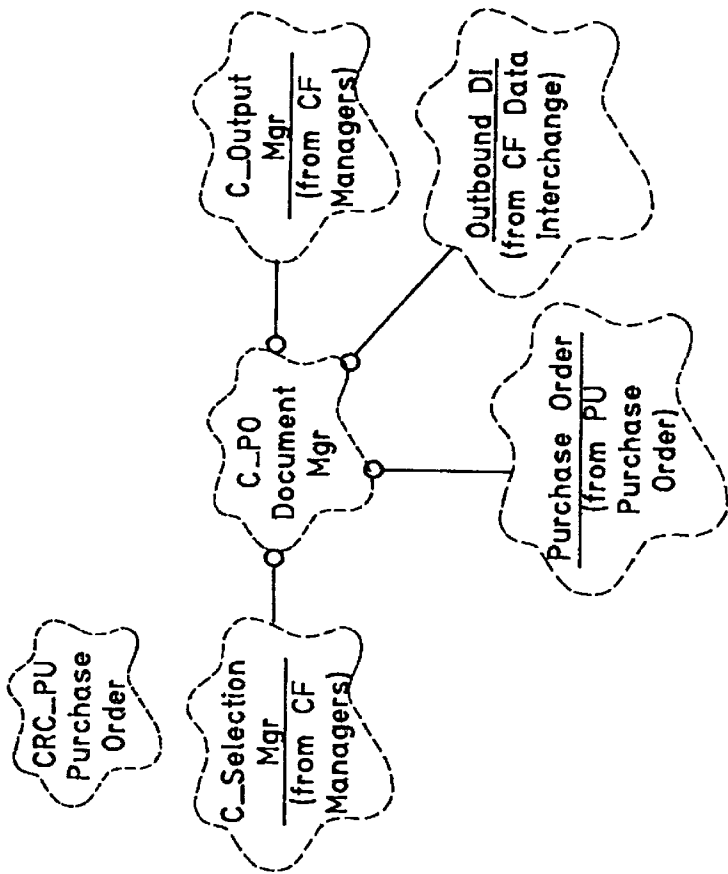 CRC_PU
Purchase
Order
C_Selection
Mgr
(from CF
Managers)
C_PO
Document
Mgr
C_Output
Mgr
(from CF
Managers)
Purchase Order
(from PU
Purchase
Order)
Outbound DI
(from CF Data
Interchange)